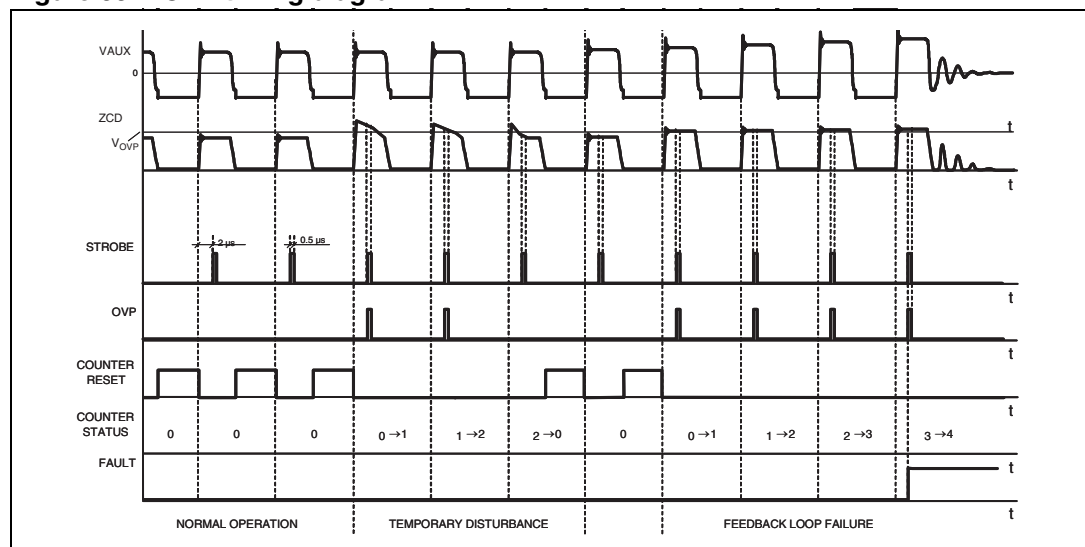 VAUX
0
ZCD
t
VOVP
t
2 µs
0.5 µs
STROBE
t
OVP
t
COUNTER
RESET
t
COUNTER
STATUS
0 0 0 0 →1 1 →2 2 →0 0 0 →1 1 →2 2 →3 3 →4
FAULT
t
t
NORMAL OPERATION TEMPORARY DISTURBANCE FEEDBACK LOOP FAILURE